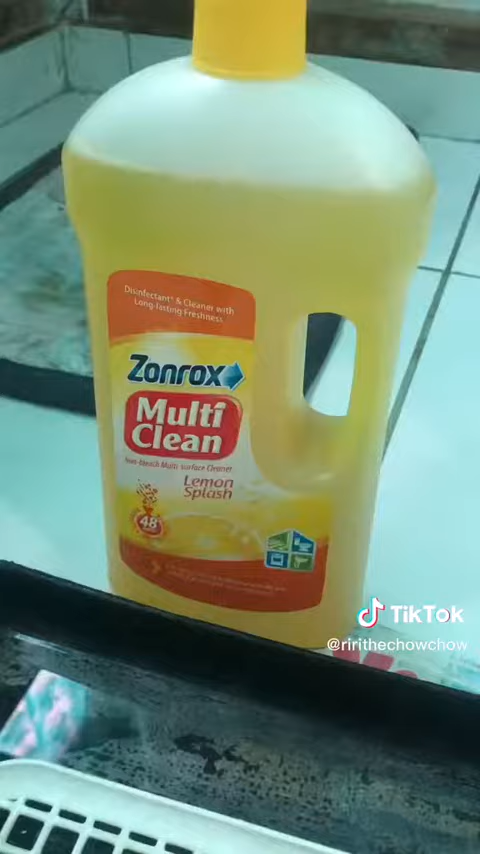 Disinfectant* & Cleaner with
Long-lasting Freshness
Zonrox
Multi
Clean
Non-Bleach Multi-surface Cleaner
Lemon
Splash
48
TikTok
@ririthechowchow